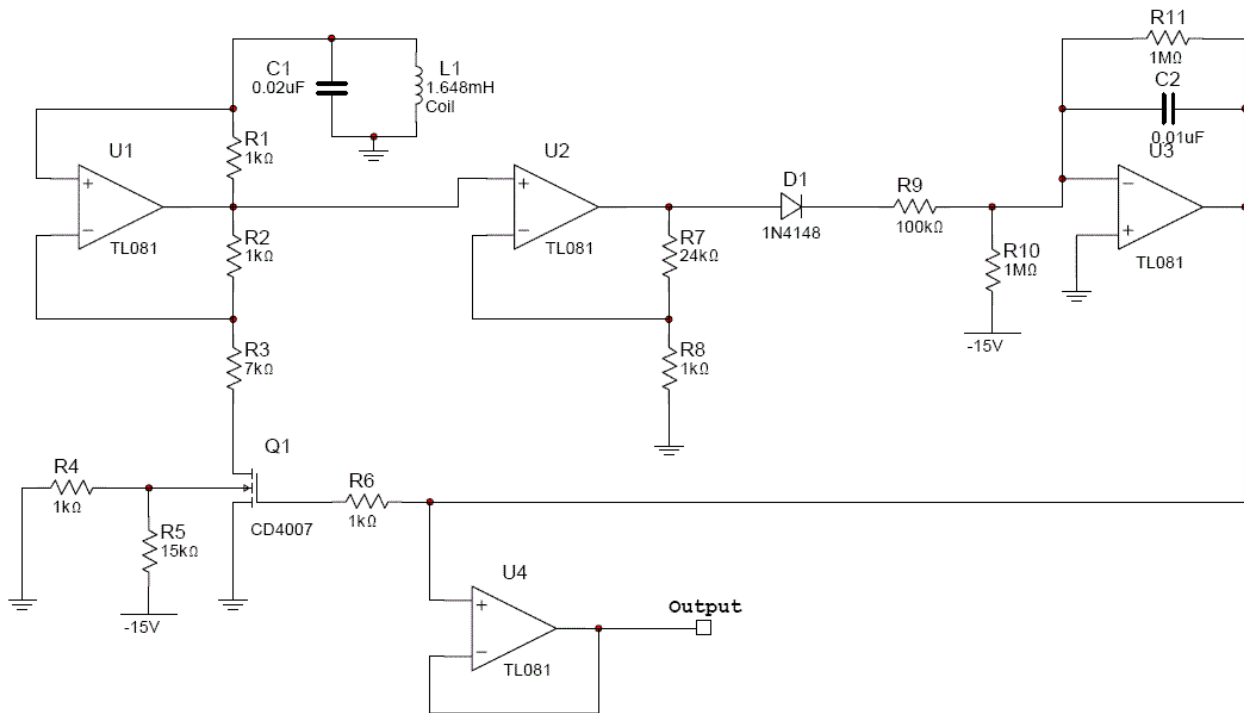 R11
1MΩ
C2
0.01uF
U3
C1
0.02uF
L1
1.648mH
Coil
R1
1kΩ
U1
+
−
TL081
R2
1kΩ
U2
+
−
TL081
D1
1N4148
R9
100kΩ
−
+
TL081
R7
24kΩ
R10
1MΩ
-15V
R3
7kΩ
R8
1kΩ
Q1
CD4007
R4
1kΩ
R5
15kΩ
-15V
R6
1kΩ
U4
+
−
TL081
Output